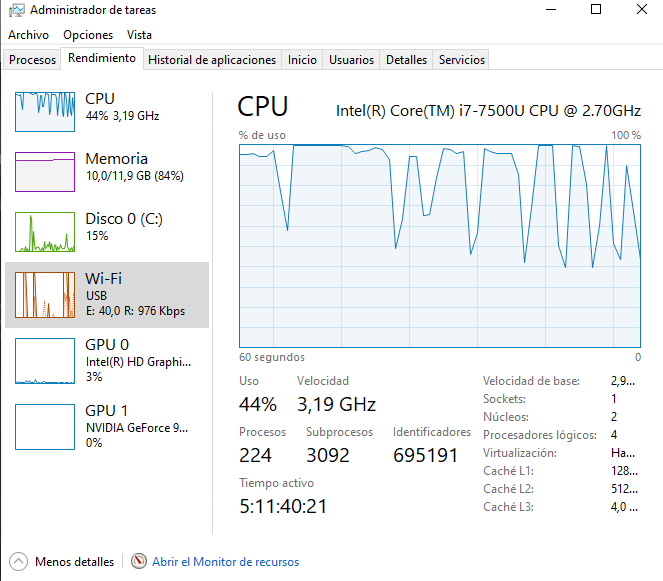 Administrador de tareas
Archivo Opciones Vista
Procesos Rendimiento Historial de aplicaciones Inicio Usuarios Detalles Servicios
CPU
44% 3,19 GHz
Memoria
10,0/11,9 GB (84%)
Disco 0 (C:)
15%
Wi-Fi
USB
E: 40,0 R: 976 Kbps
GPU 0
Intel(R) HD Graphi...
3%
GPU 1
NVIDIA GeForce 9...
0%
CPU Intel(R) Core(TM) i7-7500U CPU @ 2.70GHz
% de uso 100 %
60 segundos 0
Uso Velocidad
44% 3,19 GHz
Procesos Subprocesos Identificadores
224 3092 695191
Tiempo activo
5:11:40:21
Velocidad de base: 2,9...
Sockets: 1
Núcleos: 2
Procesadores lógicos: 4
Virtualización: Ha...
Caché L1: 128...
Caché L2: 512...
Caché L3: 4,0 ...
Menos detalles Abrir el Monitor de recursos